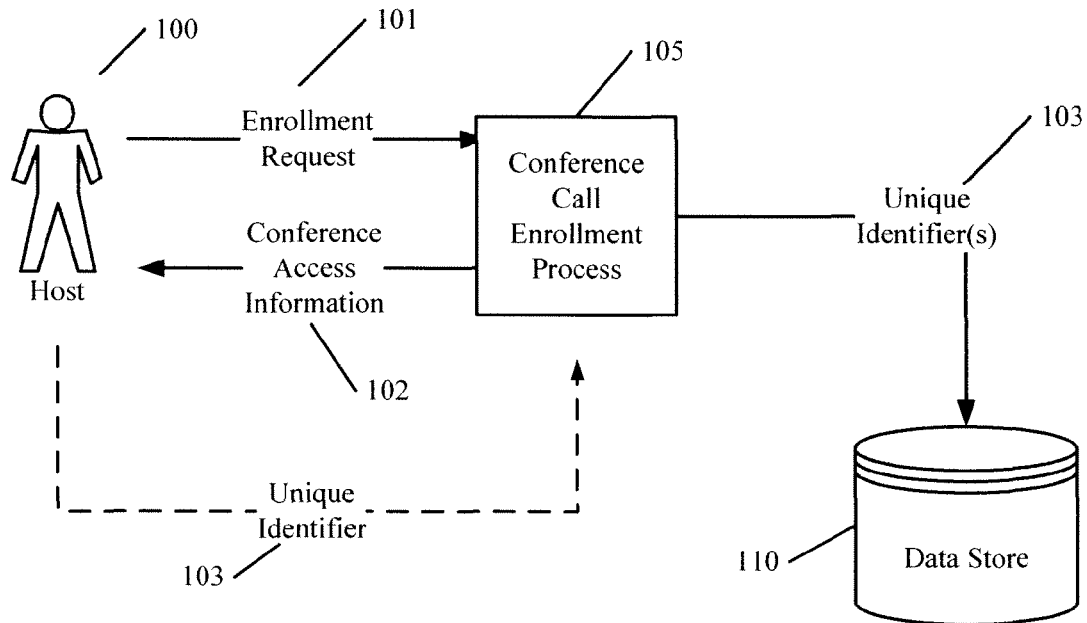 100
101
105
103
Enrollment
Request
Conference
Call
Enrollment
Process
Unique
Identifier(s)
Conference
Access
Information
Host
102
Unique
Identifier
103
110
Data Store